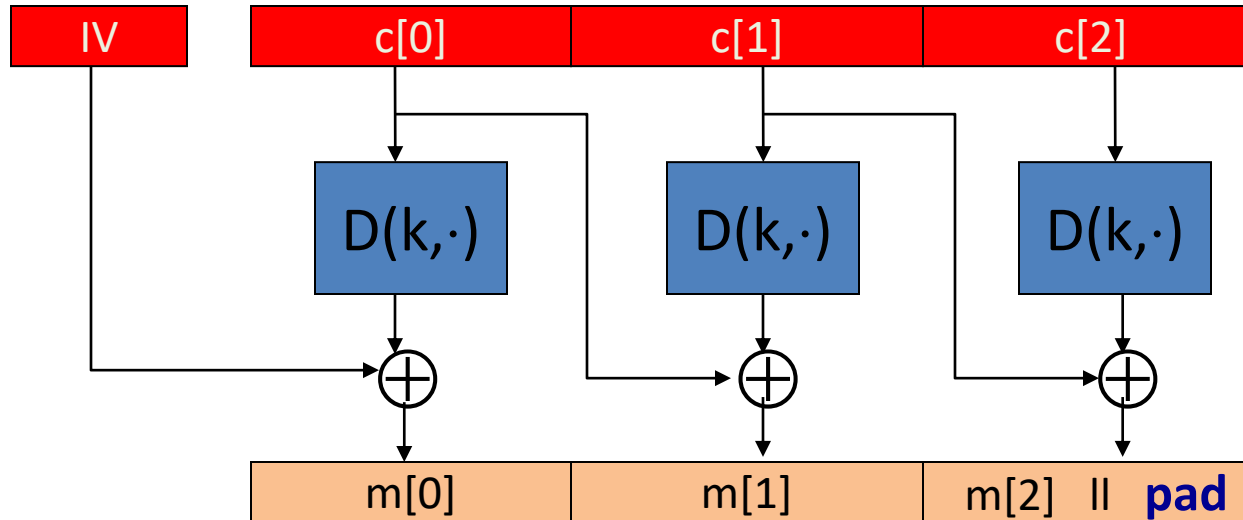 IV c[0] c[1] c[2]
D(k,·) D(k,·) D(k,·)
m[0] m[1] m[2] ll pad